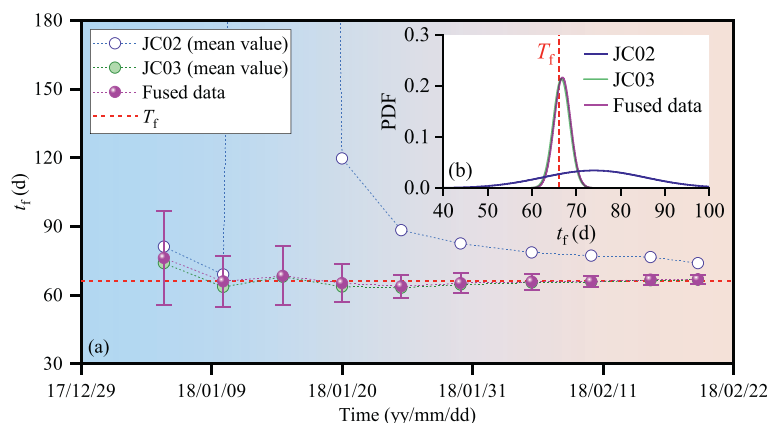 180
150
120
90
60
30
t_f (d)
JC02 (mean value)
JC03 (mean value)
Fused data
T_f
(a)
17/12/29
18/01/09
18/01/20
18/01/31
18/02/11
18/02/22
Time (yy/mm/dd)
0.3
0.2
0.1
0.0
PDF
T_f
JC02
JC03
Fused data
(b)
40
50
60
70
80
90
100
t_f (d)